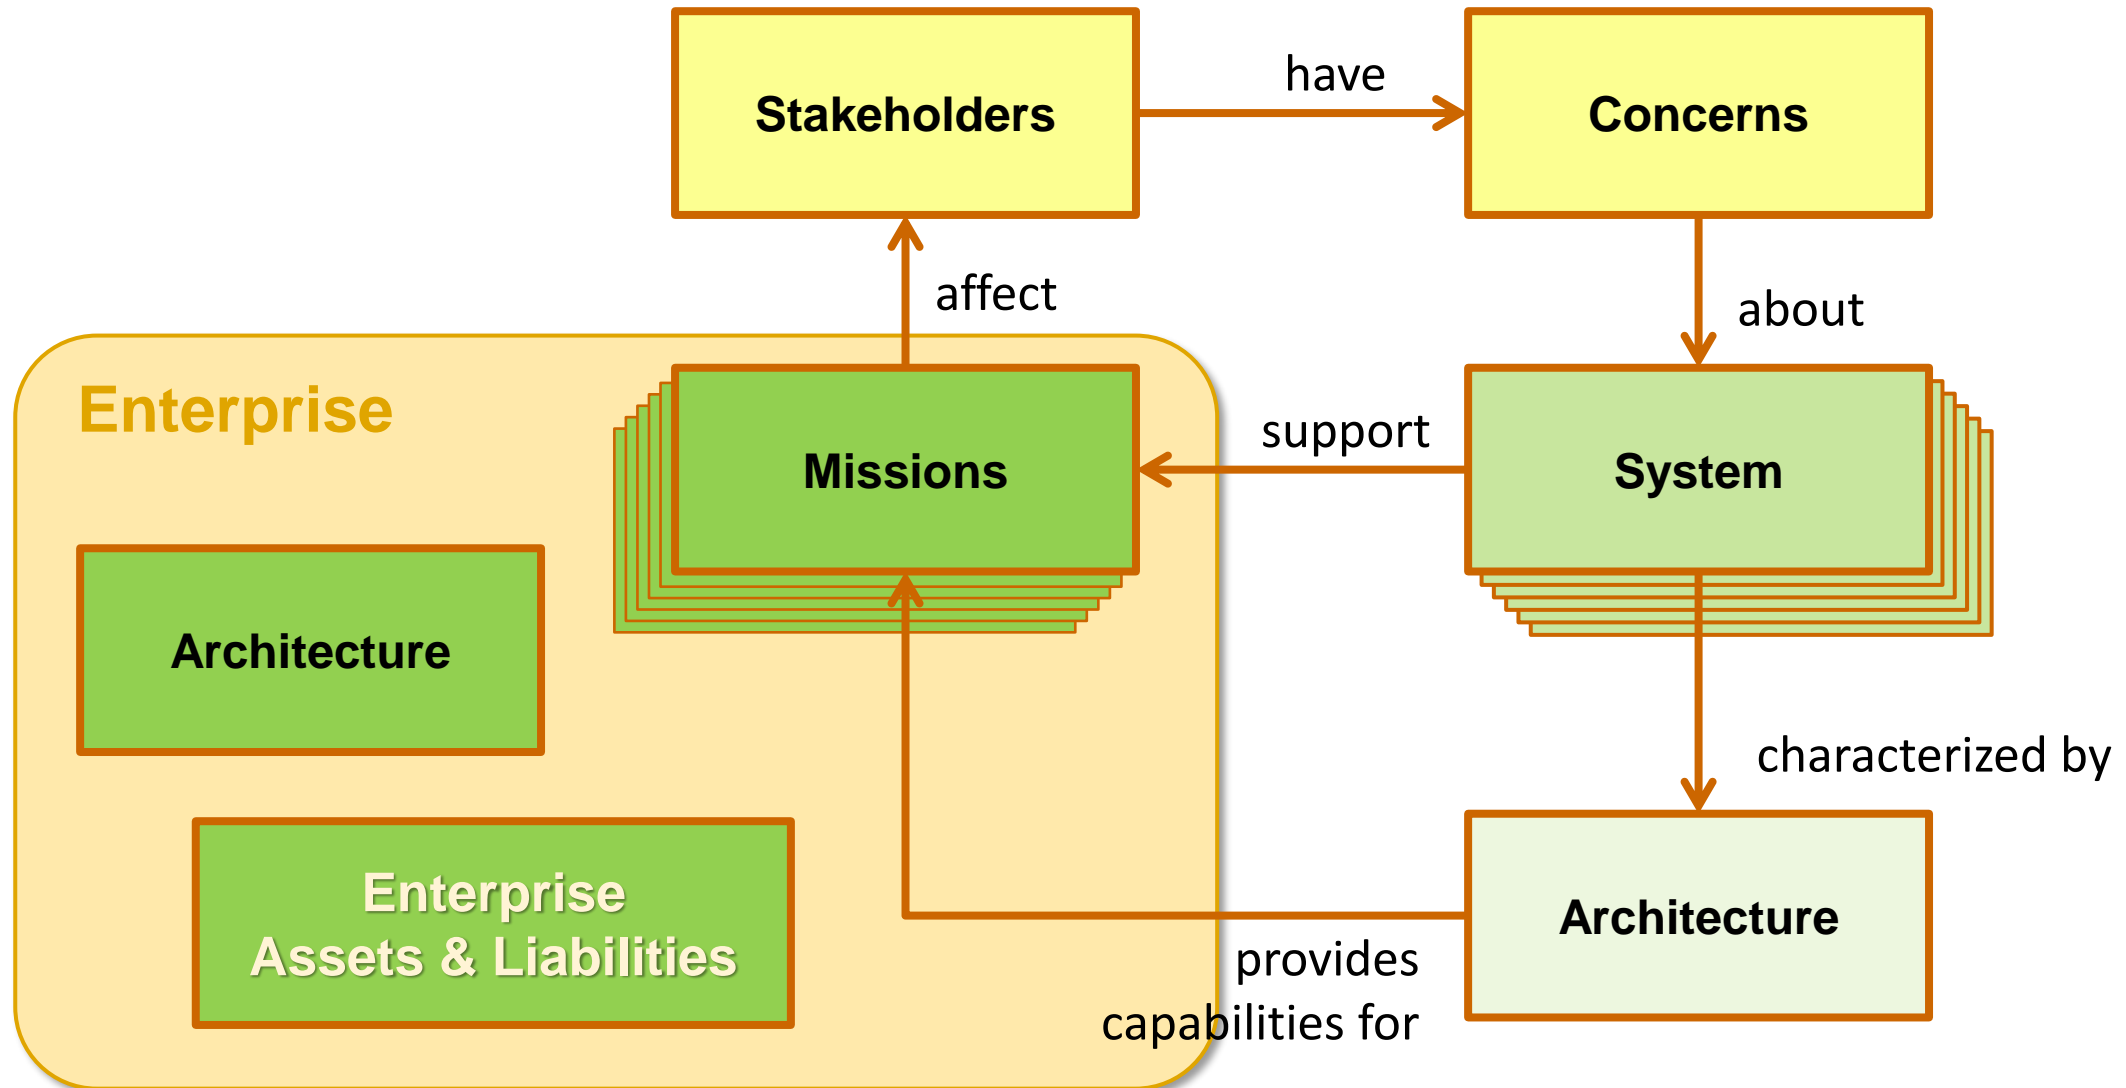 Stakeholders
have
Concerns
affect
about
Enterprise
Missions
support
System
Architecture
characterized by
Enterprise
Assets & Liabilities
Architecture
provides
capabilities for